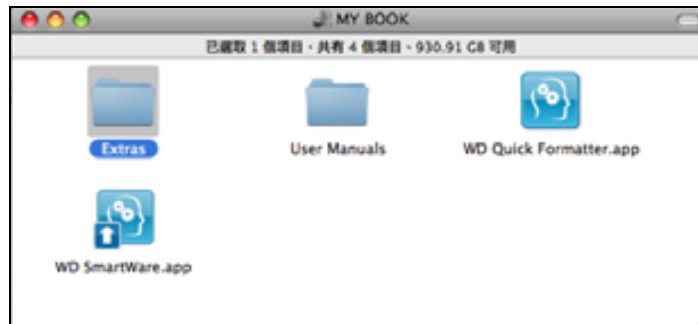 MY BOOK
已選取 1 個項目，共有 4 個項目、930.91 GB 可用
Extras
User Manuals
WD Quick Formatter.app
WD SmartWare.app